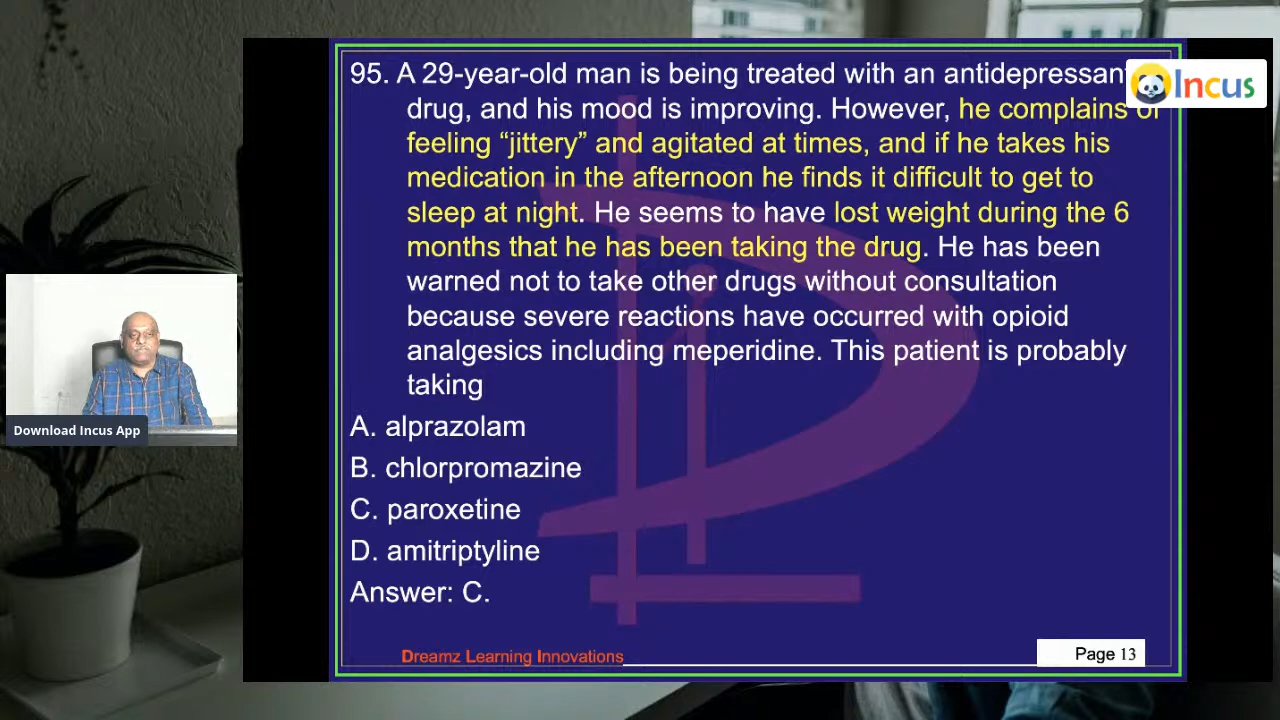 95. A 29-year-old man is being treated with an antidepressant
drug, and his mood is improving. However, he complains of
feeling “jittery” and agitated at times, and if he takes his
medication in the afternoon he finds it difficult to get to
sleep at night. He seems to have lost weight during the 6
months that he has been taking the drug. He has been
warned not to take other drugs without consultation
because severe reactions have occurred with opioid
analgesics including meperidine. This patient is probably
taking
A. alprazolam
B. chlorpromazine
C. paroxetine
D. amitriptyline
Answer: C.
Dreamz Learning Innovations
Page 13
Incus
Download Incus App